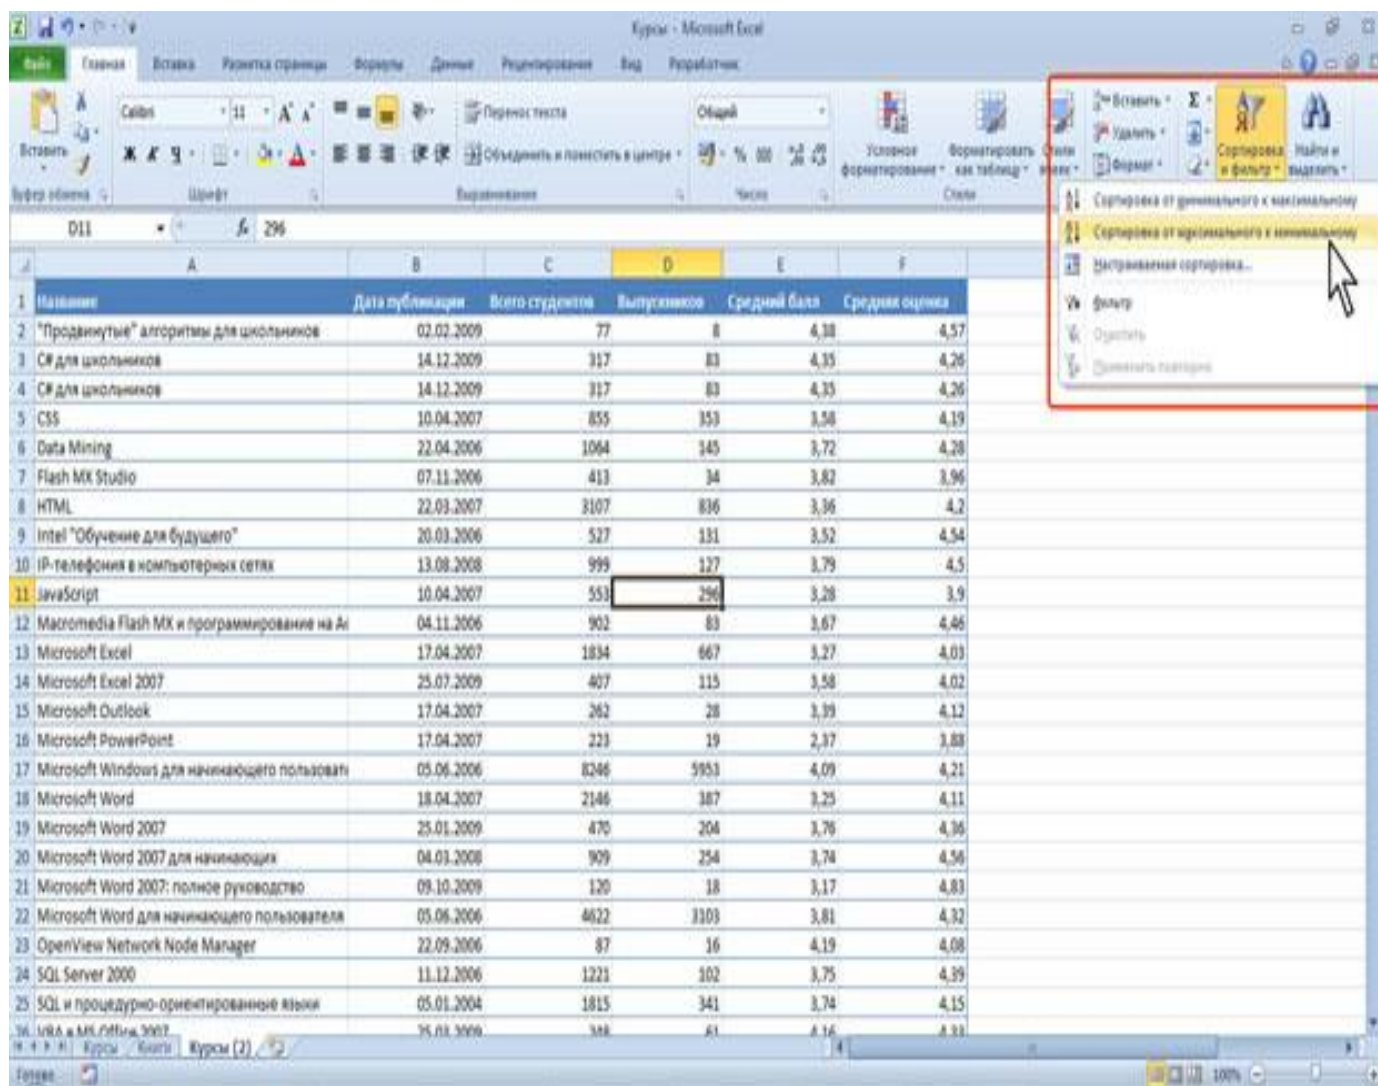 Курсы - Microsoft Excel
Файл Главная Вставка Разметка страницы Формулы Данные Рецензирование Вид Разработчик
Вставить
Calibri 11
Ж К Ч
Перенос текста
Объединить и поместить в центре
Общий
% 000
Условное форматирование
Форматировать как таблицу
Стили
Вставить
Удалить
Формат
Сортировка и фильтр
Найти и выделить
Буфер обмена Шрифт Выравнивание Число Стили
Сортировка от минимального к максимальному
Сортировка от максимального к минимальному
Настраиваемая сортировка...
Фильтр
Очистить
Применить повторно
D11 fx 296
A B C D E F
1 Название Дата публикации Всего студентов Выпускников Средний балл Средняя оценка
2 "Продвинутые" алгоритмы для школьников 02.02.2009 77 8 4,38 4,57
3 C# для школьников 14.12.2009 317 83 4,35 4,26
4 C# для школьников 14.12.2009 317 83 4,35 4,26
5 CSS 10.04.2007 855 353 3,58 4,19
6 Data Mining 22.04.2006 1064 145 3,72 4,28
7 Flash MX Studio 07.11.2006 413 34 3,82 3,96
8 HTML 22.03.2007 3107 836 3,36 4,2
9 Intel "Обучение для будущего" 20.03.2006 527 131 3,52 4,54
10 IP-телефония в компьютерных сетях 13.08.2008 999 127 3,79 4,5
11 JavaScript 10.04.2007 553 296 3,28 3,9
12 Macromedia Flash MX и программирование на Ac 04.11.2006 902 83 3,67 4,46
13 Microsoft Excel 17.04.2007 1834 667 3,27 4,03
14 Microsoft Excel 2007 25.07.2009 407 115 3,58 4,02
15 Microsoft Outlook 17.04.2007 262 28 3,39 4,12
16 Microsoft PowerPoint 17.04.2007 223 19 2,37 3,88
17 Microsoft Windows для начинающего пользовате 05.06.2006 8246 5953 4,09 4,21
18 Microsoft Word 18.04.2007 2146 387 3,25 4,11
19 Microsoft Word 2007 25.01.2009 470 204 3,76 4,36
20 Microsoft Word 2007 для начинающих 04.03.2008 909 254 3,74 4,56
21 Microsoft Word 2007: полное руководство 09.10.2009 120 18 3,17 4,83
22 Microsoft Word для начинающего пользователя 05.06.2006 4622 3103 3,81 4,32
23 OpenView Network Node Manager 22.09.2006 87 16 4,19 4,08
24 SQL Server 2000 11.12.2006 1221 102 3,75 4,39
25 SQL и процедурно-ориентированные языки 05.01.2004 1815 341 3,74 4,15
26 VBA в MS Office 2007 25.03.2009 348 61 4,16 4,33
Курсы Книги Курсы (2)
Готово 100%